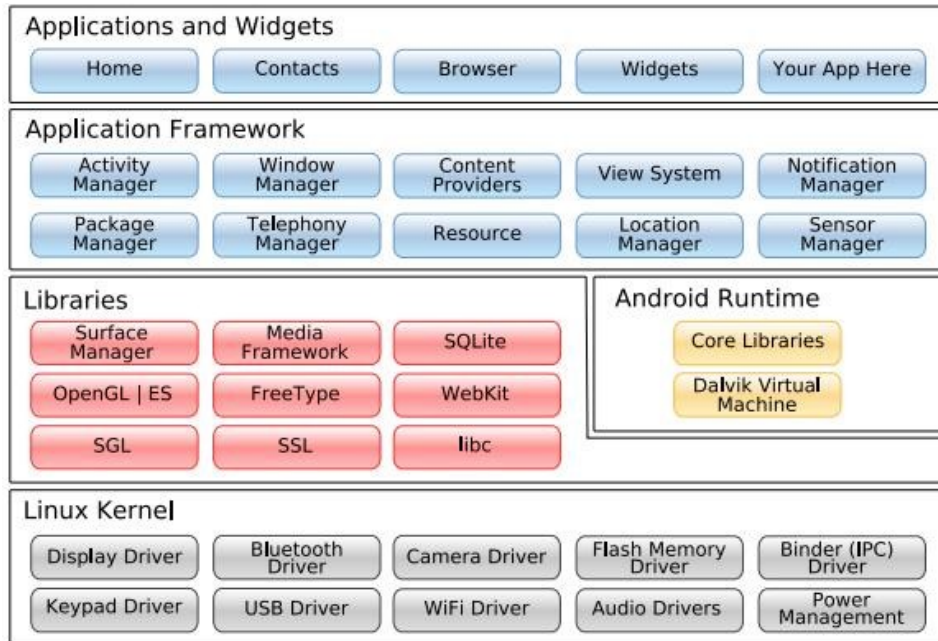 Applications and Widgets
Home
Contacts
Browser
Widgets
Your App Here
Application Framework
Activity
Manager
Window
Manager
Content
Providers
View System
Notification
Manager
Package
Manager
Telephony
Manager
Resource
Location
Manager
Sensor
Manager
Libraries
Surface
Manager
Media
Framework
SQLite
OpenGL | ES
FreeType
WebKit
SGL
SSL
libc
Android Runtime
Core Libraries
Dalvik Virtual
Machine
Linux Kernel
Display Driver
Bluetooth
Driver
Camera Driver
Flash Memory
Driver
Binder (IPC)
Driver
Keypad Driver
USB Driver
WiFi Driver
Audio Drivers
Power
Management